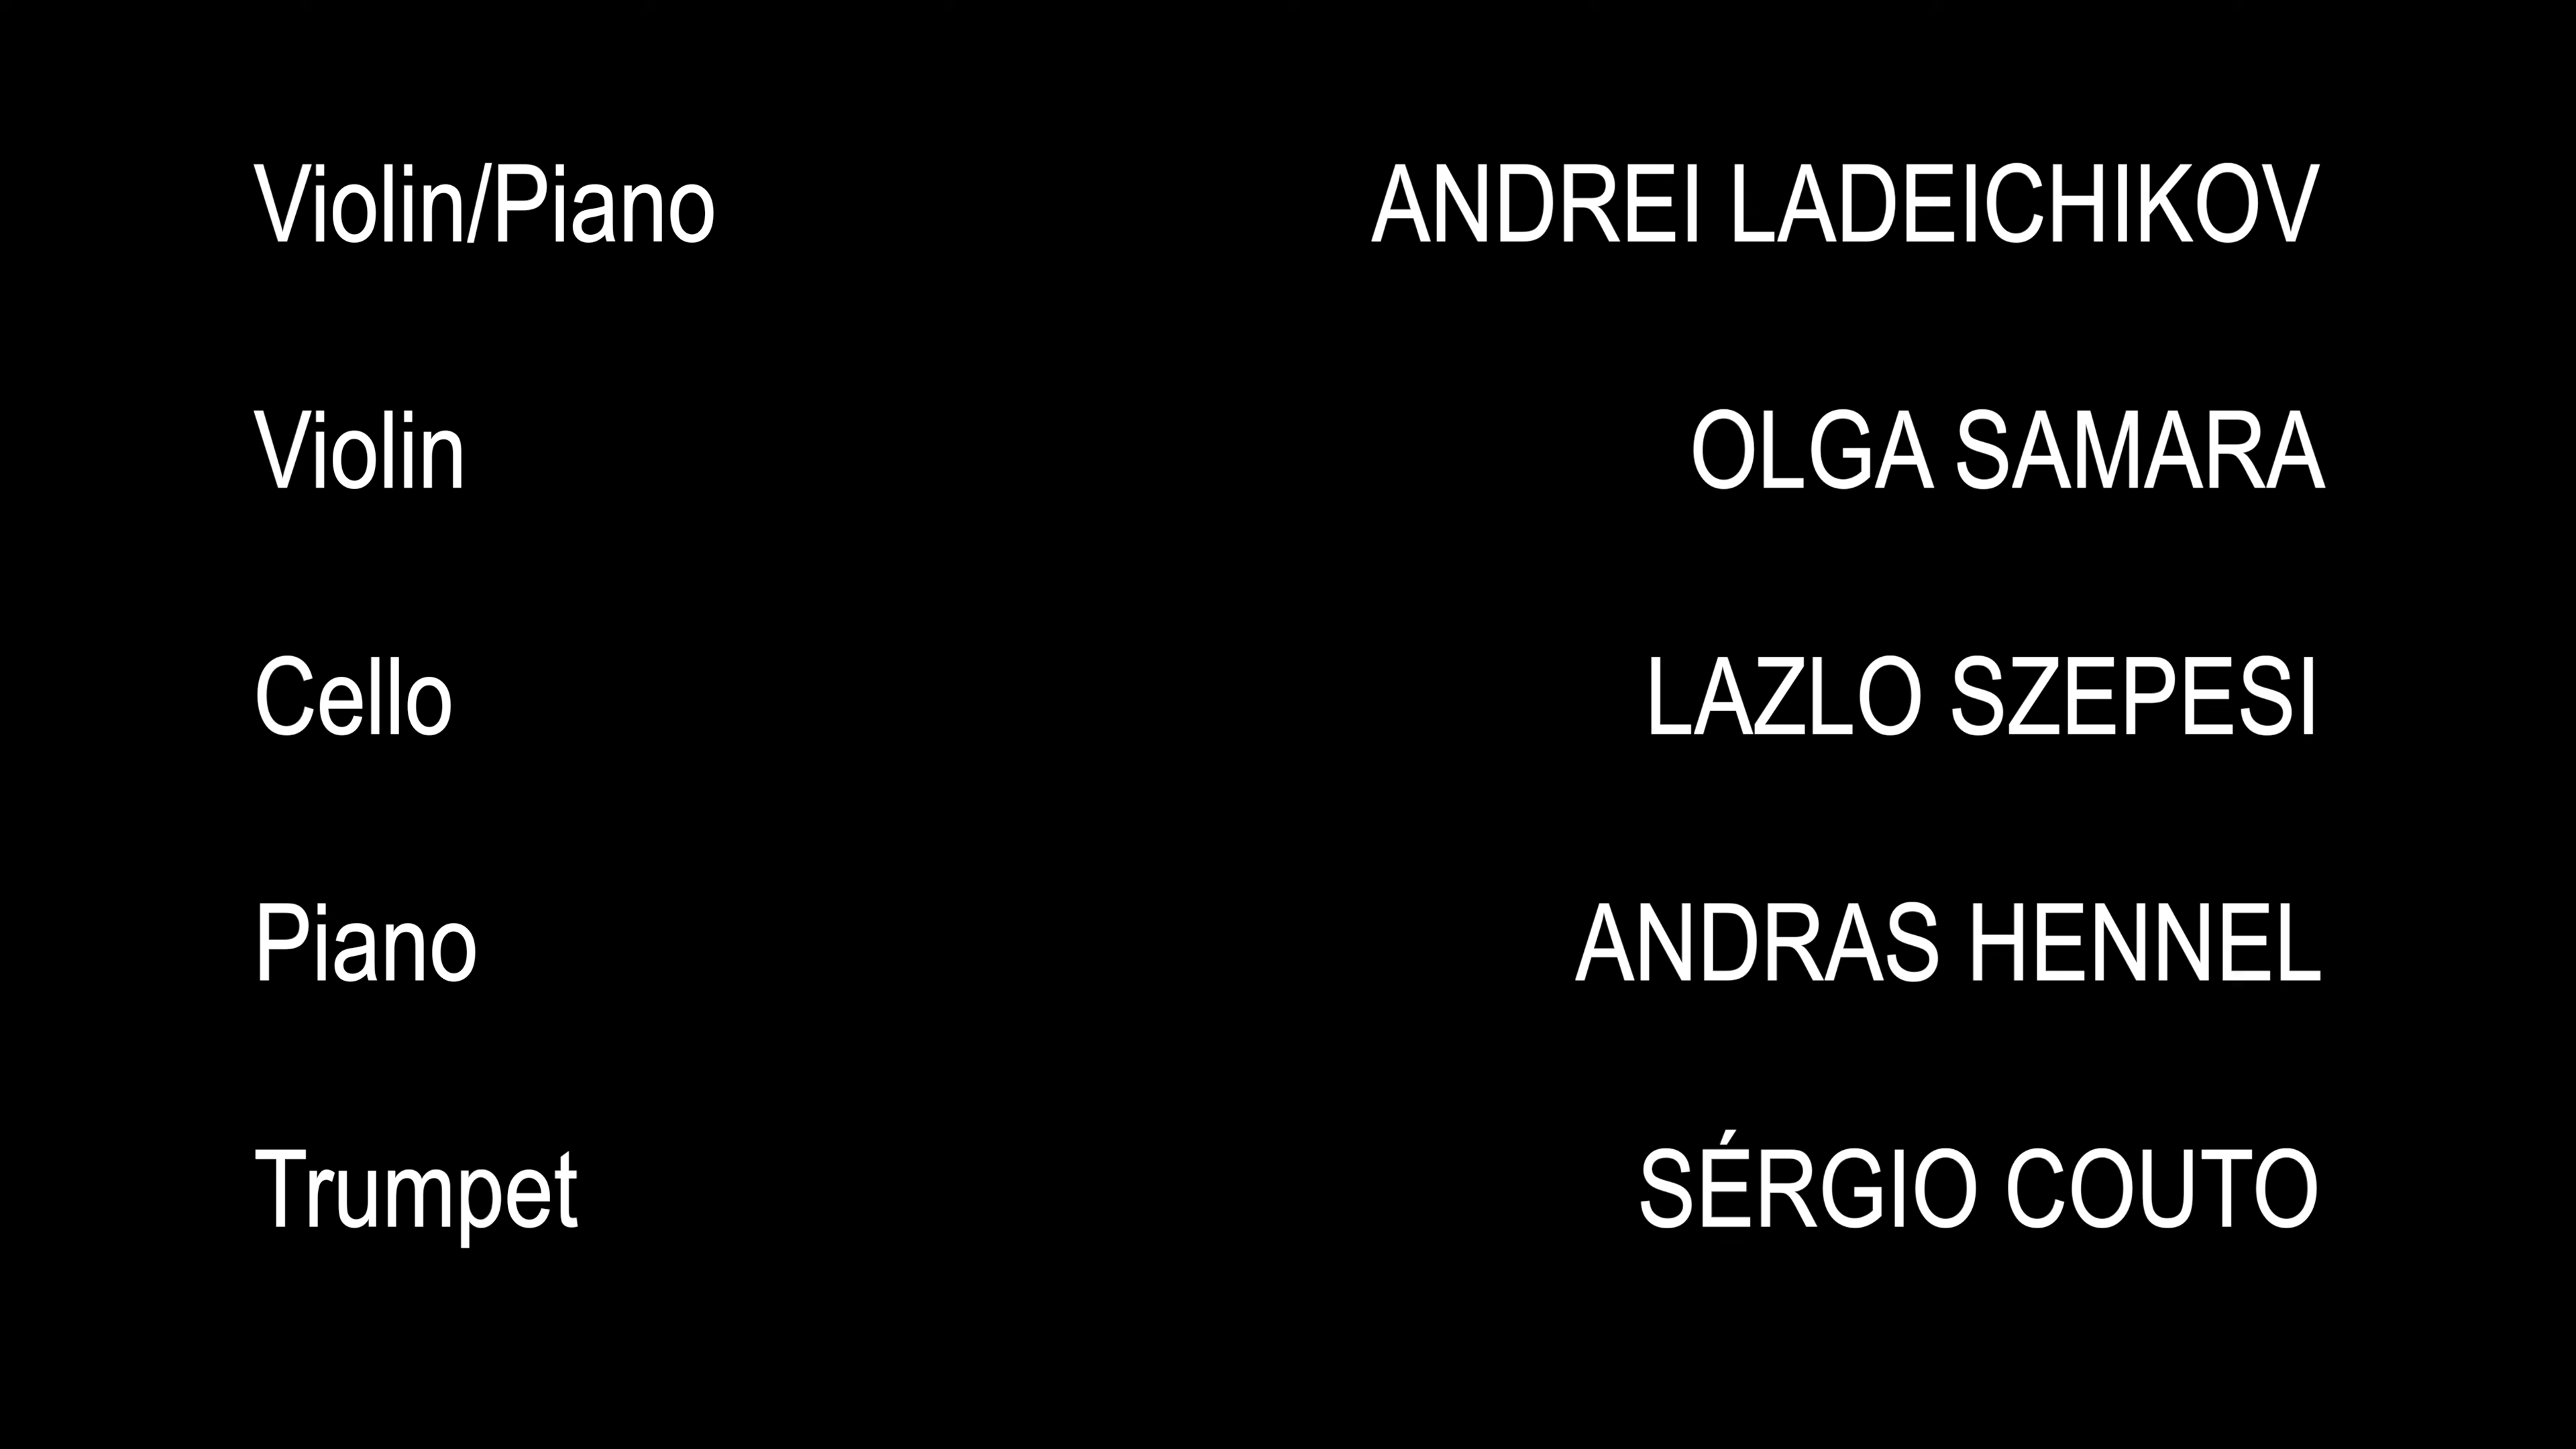 Violin/Piano ANDREI LADEICHIKOV
Violin OLGA SAMARA
Cello LAZLO SZEPESI
Piano ANDRAS HENNEL
Trumpet SÉRGIO COUTO